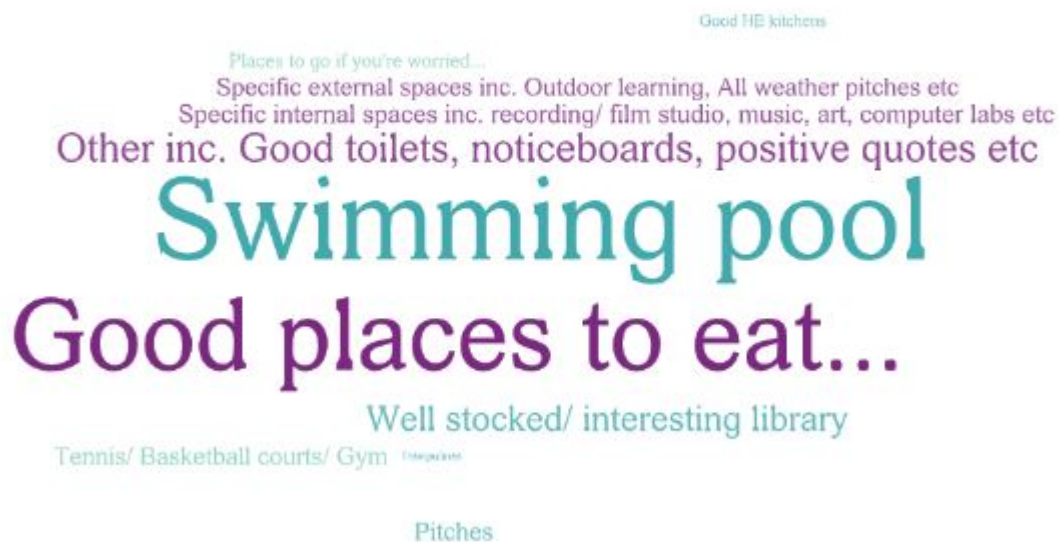 Good HE kitchens
Places to go if you're worried...
Specific external spaces inc. Outdoor learning, All weather pitches etc
Specific internal spaces inc. recording/ film studio, music, art, computer labs etc
Other inc. Good toilets, noticeboards, positive quotes etc
Swimming pool
Good places to eat...
Well stocked/ interesting library
Tennis/ Basketball courts/ Gym
Pitches